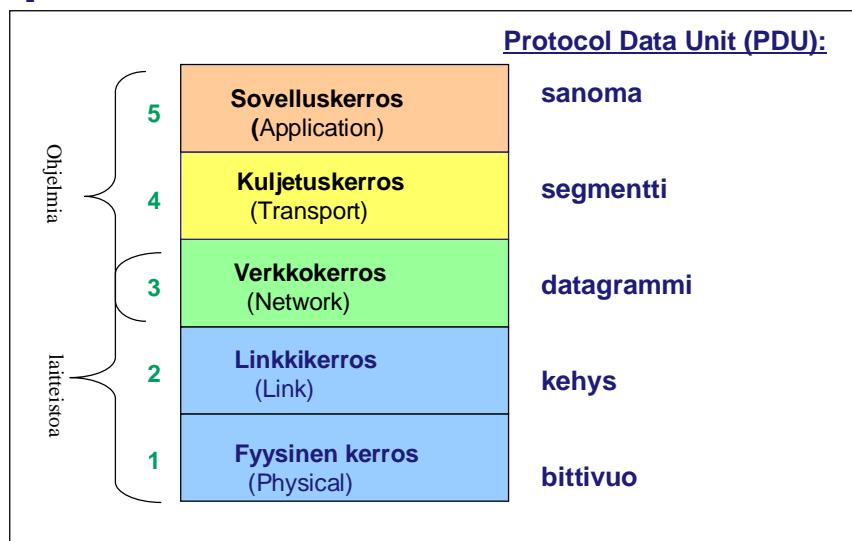 Protocol Data Unit (PDU):
5
Sovelluskerros
(Application)
sanoma
Ohjelmia
4
Kuljetuskerros
(Transport)
segmentti
3
Verkkokerros
(Network)
datagrammi
laitteistoa
2
Linkkikerros
(Link)
kehys
1
Fyysinen kerros
(Physical)
bittivuo